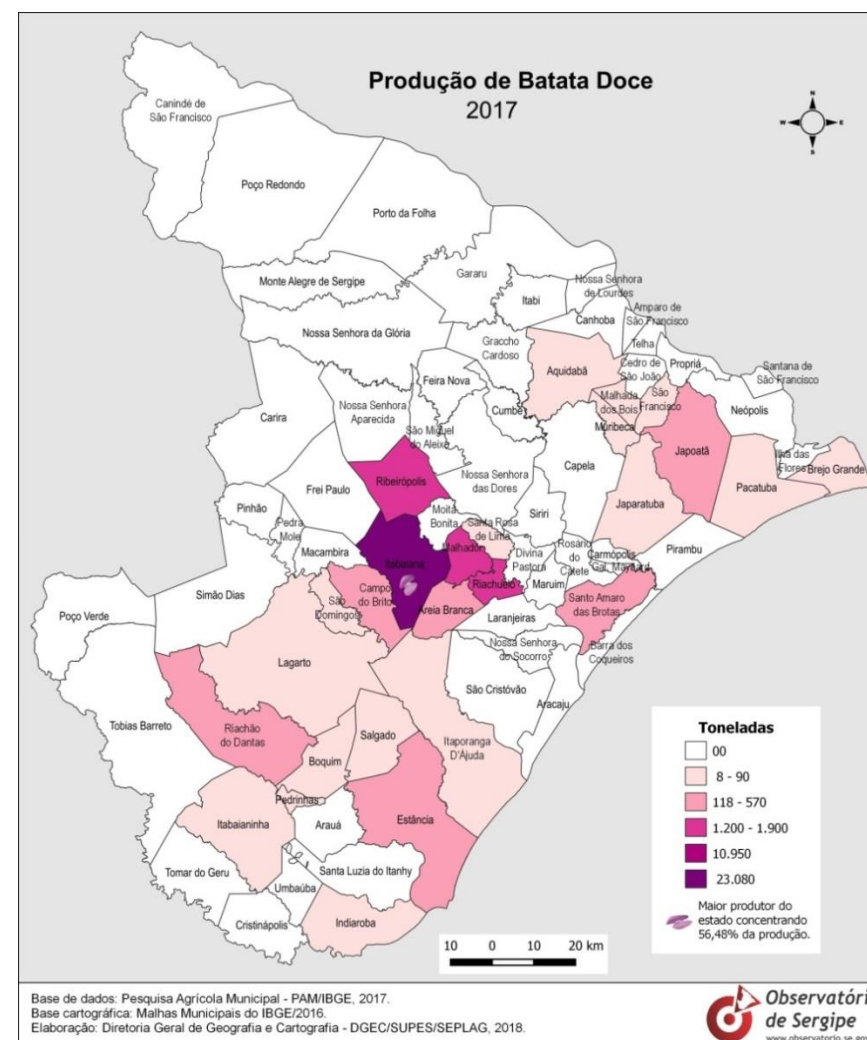 Produção de Batata Doce
2017
N
W
E
S
Canindé de
São Francisco
Poço Redondo
Porto da Folha
Monte Alegre de Sergipe
Gararu
Nossa Senhora
de Lourdes
Itabi
Amparo de
São Francisco
Canhoba
Nossa Senhora da Glória
Graccho
Cardoso
Telha
Aquidabã
Cedro de
São João
Propriá
Santana de
São Francisco
Feira Nova
Nossa Senhora
Aparecida
Cumbe
Malhada
dos Bois
São
Francisco
Neópolis
Carira
São Miguel
do Aleixo
Muribeca
Japoatã
Ilha das
Flores
Brejo Grande
Ribeirópolis
Nossa Senhora
das Dores
Capela
Pacatuba
Frei Paulo
Japaratuba
Pinhão
Pedra
Mole
Moita
Bonita
Santa Rosa
de Lima
Siriri
Macambira
Itabaiana
Malhador
Divina
Pastora
Rosário
do
Catete
Carmópolis
Gal. Maynard
Pirambu
Simão Dias
São
Domingos
Campo
do Brito
Riachuelo
Maruim
Santo Amaro
das Brotas
Poço Verde
Areia Branca
Laranjeiras
Nossa Senhora
do Socorro
Barra dos
Coqueiros
Lagarto
São Cristóvão
Aracaju
Tobias Barreto
Riachão
do Dantas
Salgado
Itaporanga
D'Ajuda
Boquim
Pedrinhas
Itabaianinha
Arauá
Estância
Tomar do Geru
Santa Luzia do Itanhy
Umbaúba
Cristinápolis
Indiaroba
Toneladas
00
8 - 90
118 - 570
1.200 - 1.900
10.950
23.080
Maior produtor do
estado concentrando
56,48% da produção.
10 0 10 20 km
Base de dados: Pesquisa Agrícola Municipal - PAM/IBGE, 2017.
Base cartográfica: Malhas Municipais do IBGE/2016.
Elaboração: Diretoria Geral de Geografia e Cartografia - DGEC/SUPES/SEPLAG, 2018.
Observatóri
de Sergipe
www.observatorio.se.gov